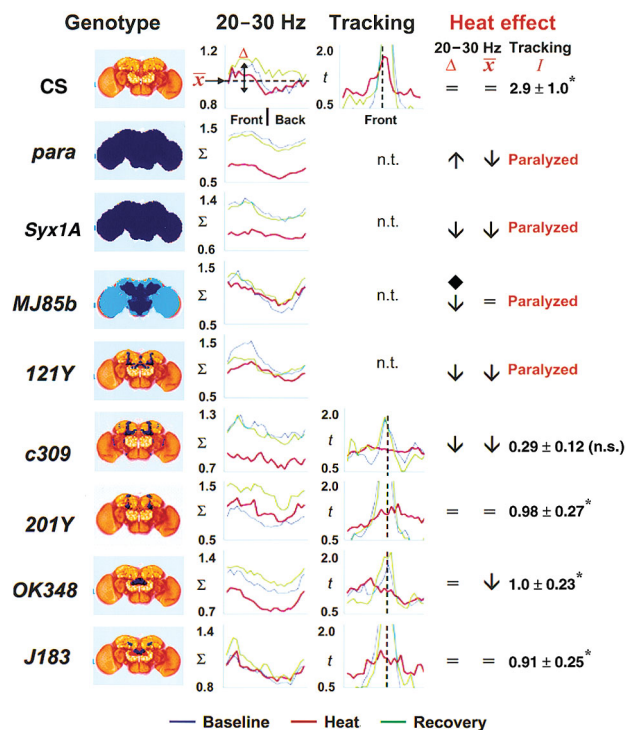 Genotype 20–30 Hz Tracking Heat effect
20–30 Hz Tracking
Δ x̄ I
CS 1.2 Δ x̄ 0.8 2.0 t 0.5 = = 2.9 ± 1.0*
Front Back Front
para 1.5 Σ 0.5 n.t. ↑ ↓ Paralyzed
Syx1A 1.4 Σ 0.6 n.t. ↓ ↓ Paralyzed
MJ85b 1.5 Σ 0.5 n.t. ◆ ↓ = Paralyzed
121Y 1.5 Σ 0.5 n.t. ↓ ↓ Paralyzed
c309 1.3 Σ 0.7 2.0 t 0.5 ↓ ↓ 0.29 ± 0.12 (n.s.)
201Y 1.5 Σ 0.5 2.0 t 0.5 = = 0.98 ± 0.27*
OK348 1.4 Σ 0.7 2.0 t 0.5 = ↓ 1.0 ± 0.23*
J183 1.4 Σ 0.8 2.0 t 0.5 = = 0.91 ± 0.25*
Baseline Heat Recovery